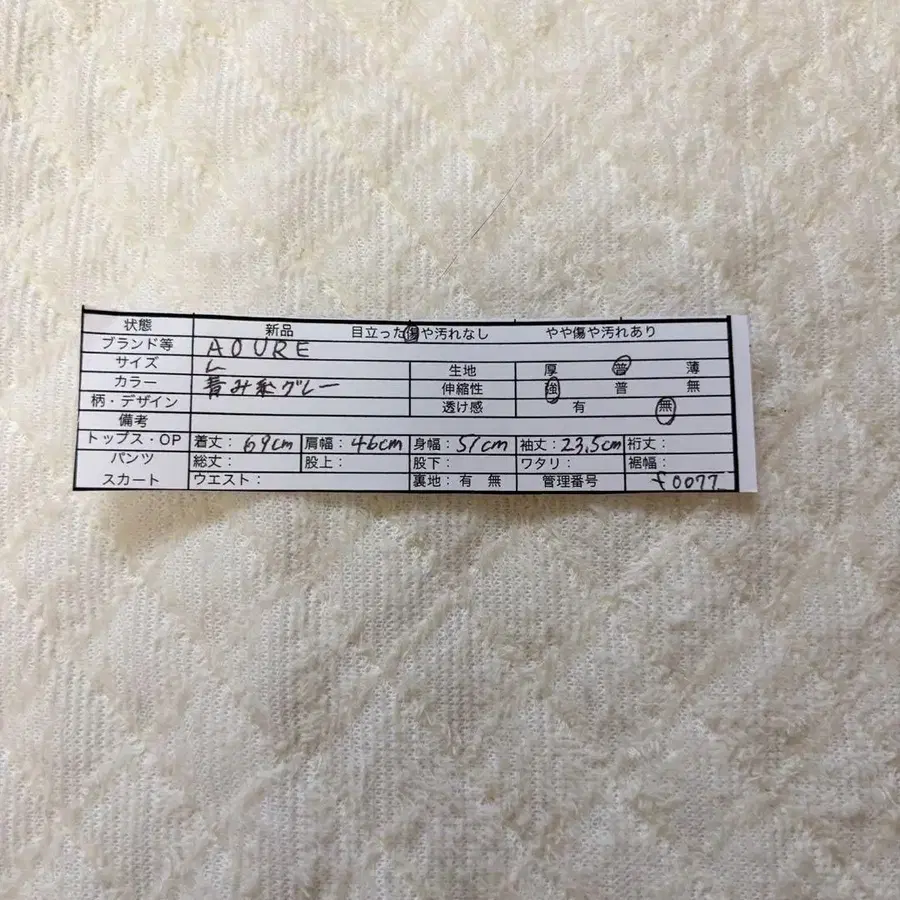 状態 新品 目立った傷や汚れなし やや傷や汚れあり
ブランド等 AOURE
サイズ L 生地 厚 普 薄
カラー 青み系グレー 伸縮性 強 普 無
柄・デザイン 透け感 有 無
備考
トップス・OP 着丈: 69cm 肩幅: 46cm 身幅: 51cm 袖丈: 23.5cm 裄丈:
パンツ 総丈: 股上: 股下: ワタリ: 裾幅:
スカート ウエスト: 裏地: 有 無 管理番号 f0077